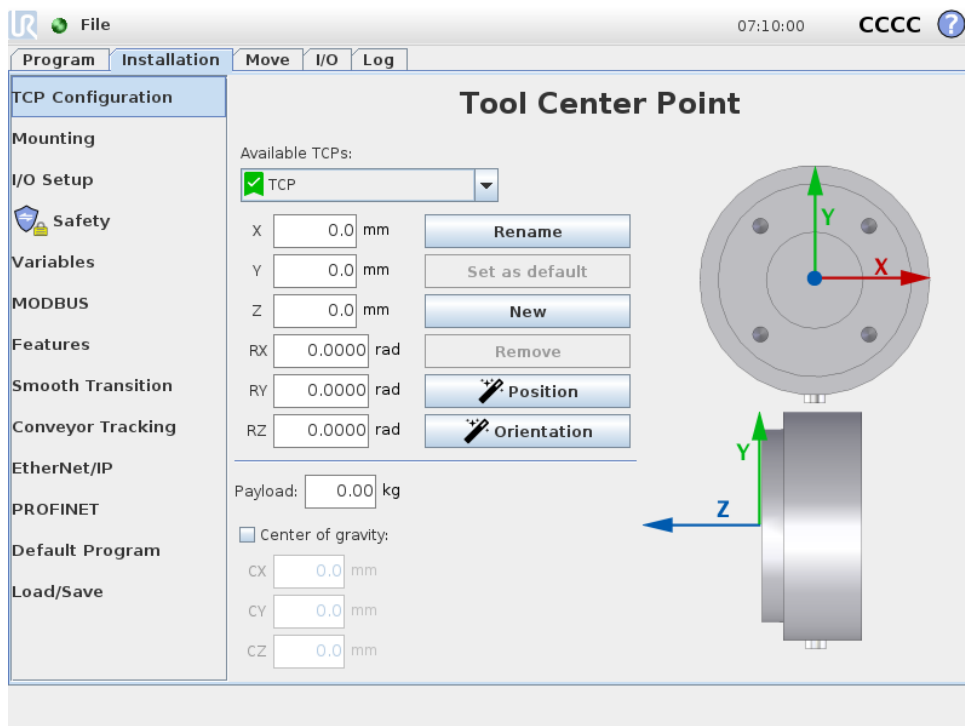 UR File 07:10:00 CCCC ?
Program Installation Move I/O Log
TCP Configuration
Mounting
I/O Setup
Safety
Variables
MODBUS
Features
Smooth Transition
Conveyor Tracking
EtherNet/IP
PROFINET
Default Program
Load/Save
Tool Center Point
Available TCPs:
TCP
X 0.0 mm Rename
Y 0.0 mm Set as default
Z 0.0 mm New
RX 0.0000 rad Remove
RY 0.0000 rad Position
RZ 0.0000 rad Orientation
Payload: 0.00 kg
Center of gravity:
CX 0.0 mm
CY 0.0 mm
CZ 0.0 mm
Y
X
Y
Z